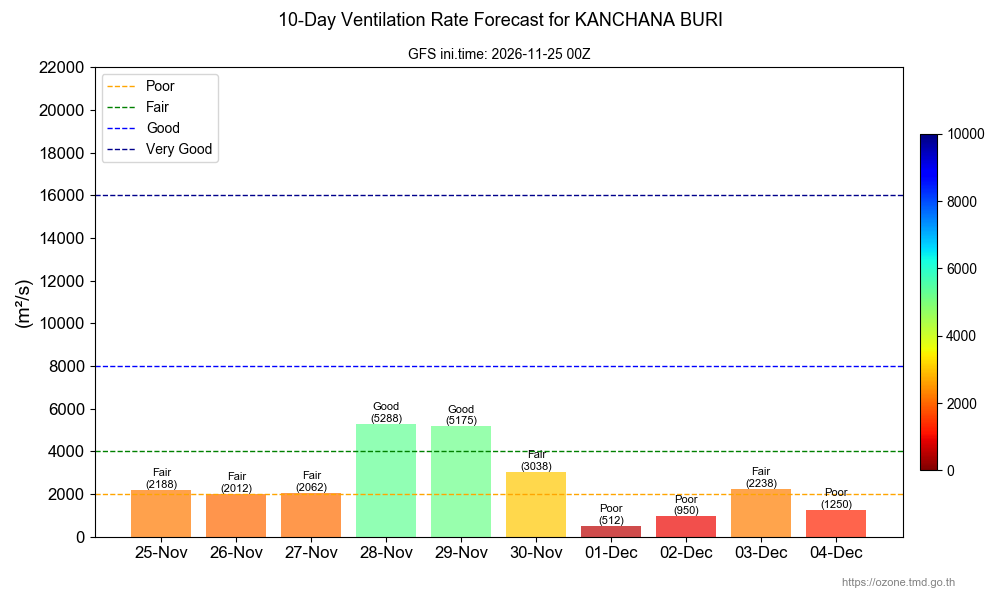 10-Day Ventilation Rate Forecast for KANCHANA BURI
GFS ini.time: 2026-11-25 00Z
(m²/s)
22000
20000
18000
16000
14000
12000
10000
8000
6000
4000
2000
0
Poor
Fair
Good
Very Good
Fair
(2188)
Fair
(2012)
Fair
(2062)
Good
(5288)
Good
(5175)
Fair
(3038)
Poor
(512)
Poor
(950)
Fair
(2238)
Poor
(1250)
25-Nov 26-Nov 27-Nov 28-Nov 29-Nov 30-Nov 01-Dec 02-Dec 03-Dec 04-Dec
10000
8000
6000
4000
2000
0
https://ozone.tmd.go.th